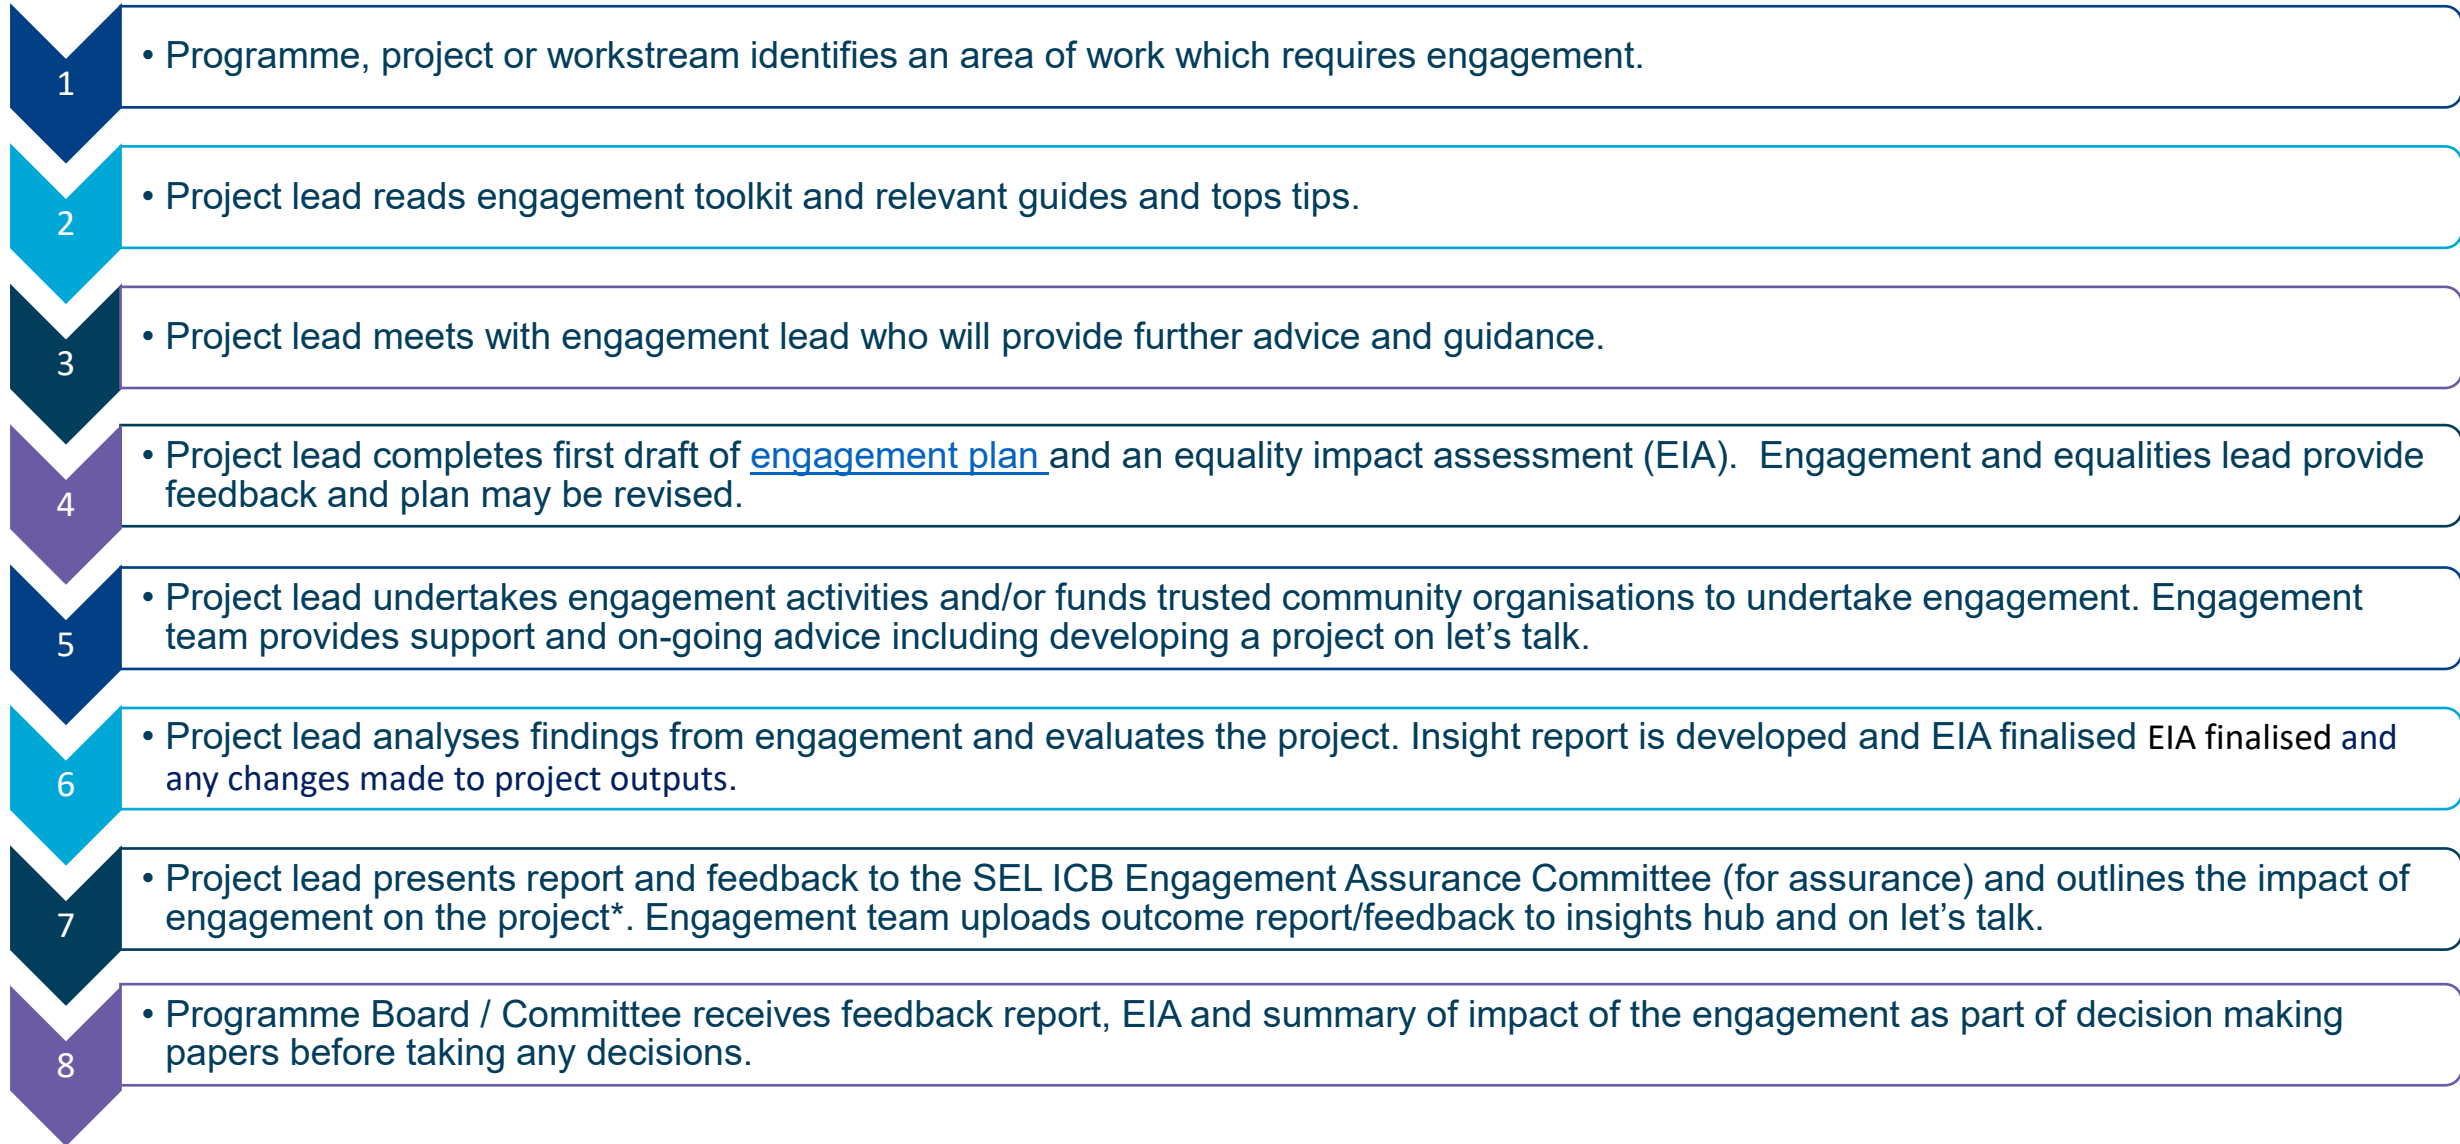 1
• Programme, project or workstream identifies an area of work which requires engagement.
2
• Project lead reads engagement toolkit and relevant guides and tops tips.
3
• Project lead meets with engagement lead who will provide further advice and guidance.
4
• Project lead completes first draft of engagement plan and an equality impact assessment (EIA).  Engagement and equalities lead provide
feedback and plan may be revised.
5
• Project lead undertakes engagement activities and/or funds trusted community organisations to undertake engagement. Engagement
team provides support and on-going advice including developing a project on let’s talk.
6
• Project lead analyses findings from engagement and evaluates the project. Insight report is developed and EIA finalised EIA finalised and
any changes made to project outputs.
7
• Project lead presents report and feedback to the SEL ICB Engagement Assurance Committee (for assurance) and outlines the impact of
engagement on the project*. Engagement team uploads outcome report/feedback to insights hub and on let’s talk.
8
• Programme Board / Committee receives feedback report, EIA and summary of impact of the engagement as part of decision making
papers before taking any decisions.